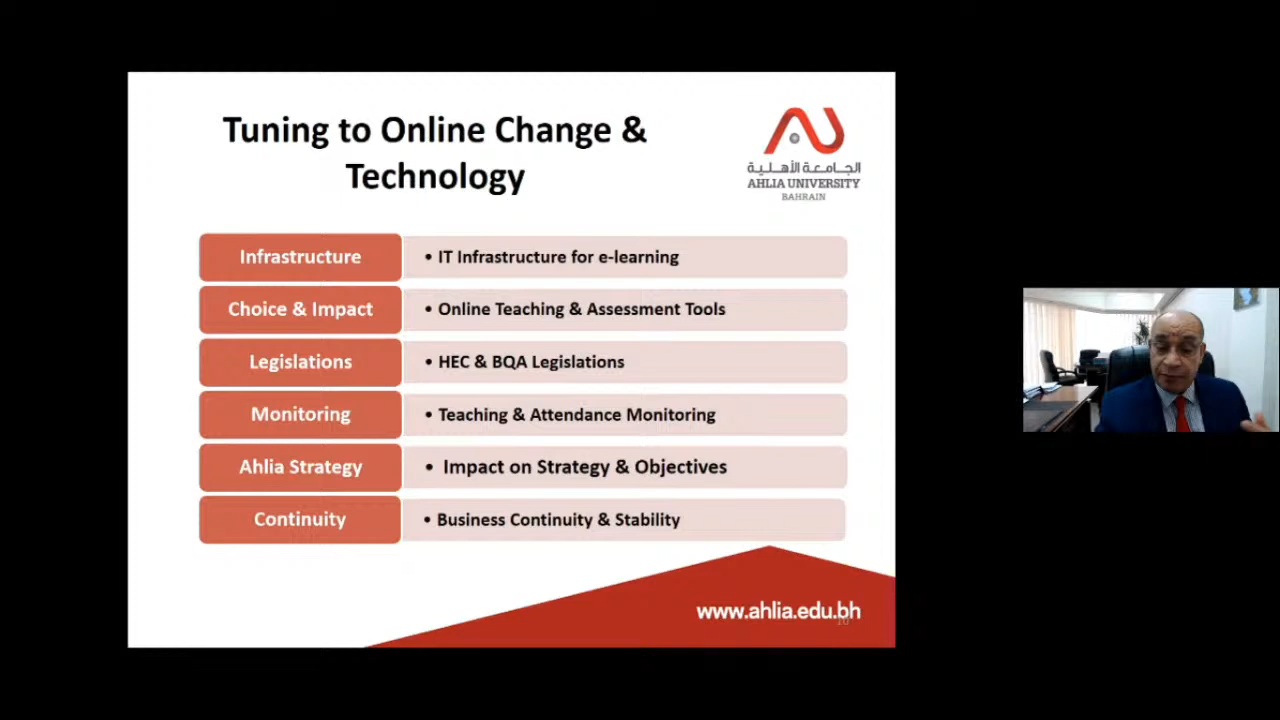 Tuning to Online Change &
Technology
الجامعة الأهلية
AHLIA UNIVERSITY
BAHRAIN
Infrastructure
• IT Infrastructure for e-learning
Choice & Impact
• Online Teaching & Assessment Tools
Legislations
• HEC & BQA Legislations
Monitoring
• Teaching & Attendance Monitoring
Ahlia Strategy
• Impact on Strategy & Objectives
Continuity
• Business Continuity & Stability
www.ahlia.edu.bh